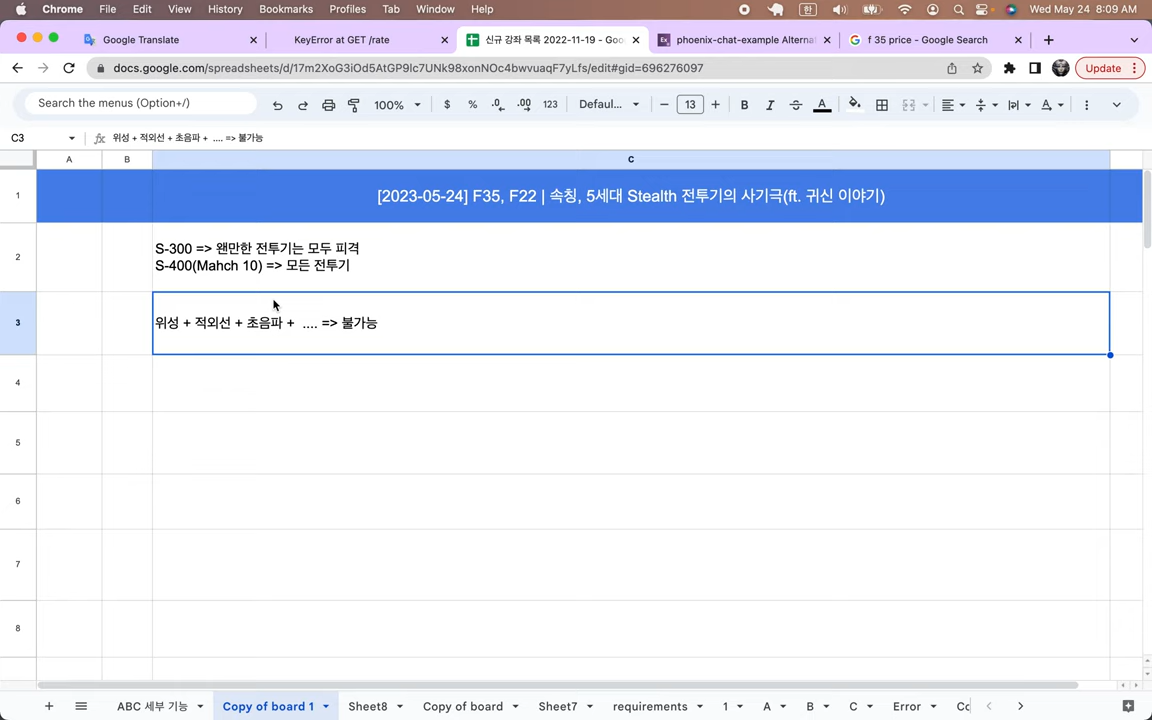 Chrome File Edit View History Bookmarks Profiles Tab Window Help 한 Wed May 24 8:09 AM
Google Translate KeyError at GET /rate 신규 강좌 목록 2022-11-19 - Goo phoenix-chat-example Alterna f 35 price - Google Search
docs.google.com/spreadsheets/d/17m2XoG3iOd5AtGP9lc7UNk98xonNOc4bwvuaqF7yLfs/edit#gid=696276097 Update
Search the menus (Option+/) 100% $ % .0 .00 123 Defaul... 13 B I S A
C3 fx 위성 + 적외선 + 초음파 + .... => 불가능
A B C
1 [2023-05-24] F35, F22 | 속칭, 5세대 Stealth 전투기의 사기극(ft. 귀신 이야기)
2
S-300 => 왠만한 전투기는 모두 피격
S-400(Mahch 10) => 모든 전투기
3 위성 + 적외선 + 초음파 + .... => 불가능
4
5
6
7
8
ABC 세부 기능 Copy of board 1 Sheet8 Copy of board Sheet7 requirements 1 A B C Error Co